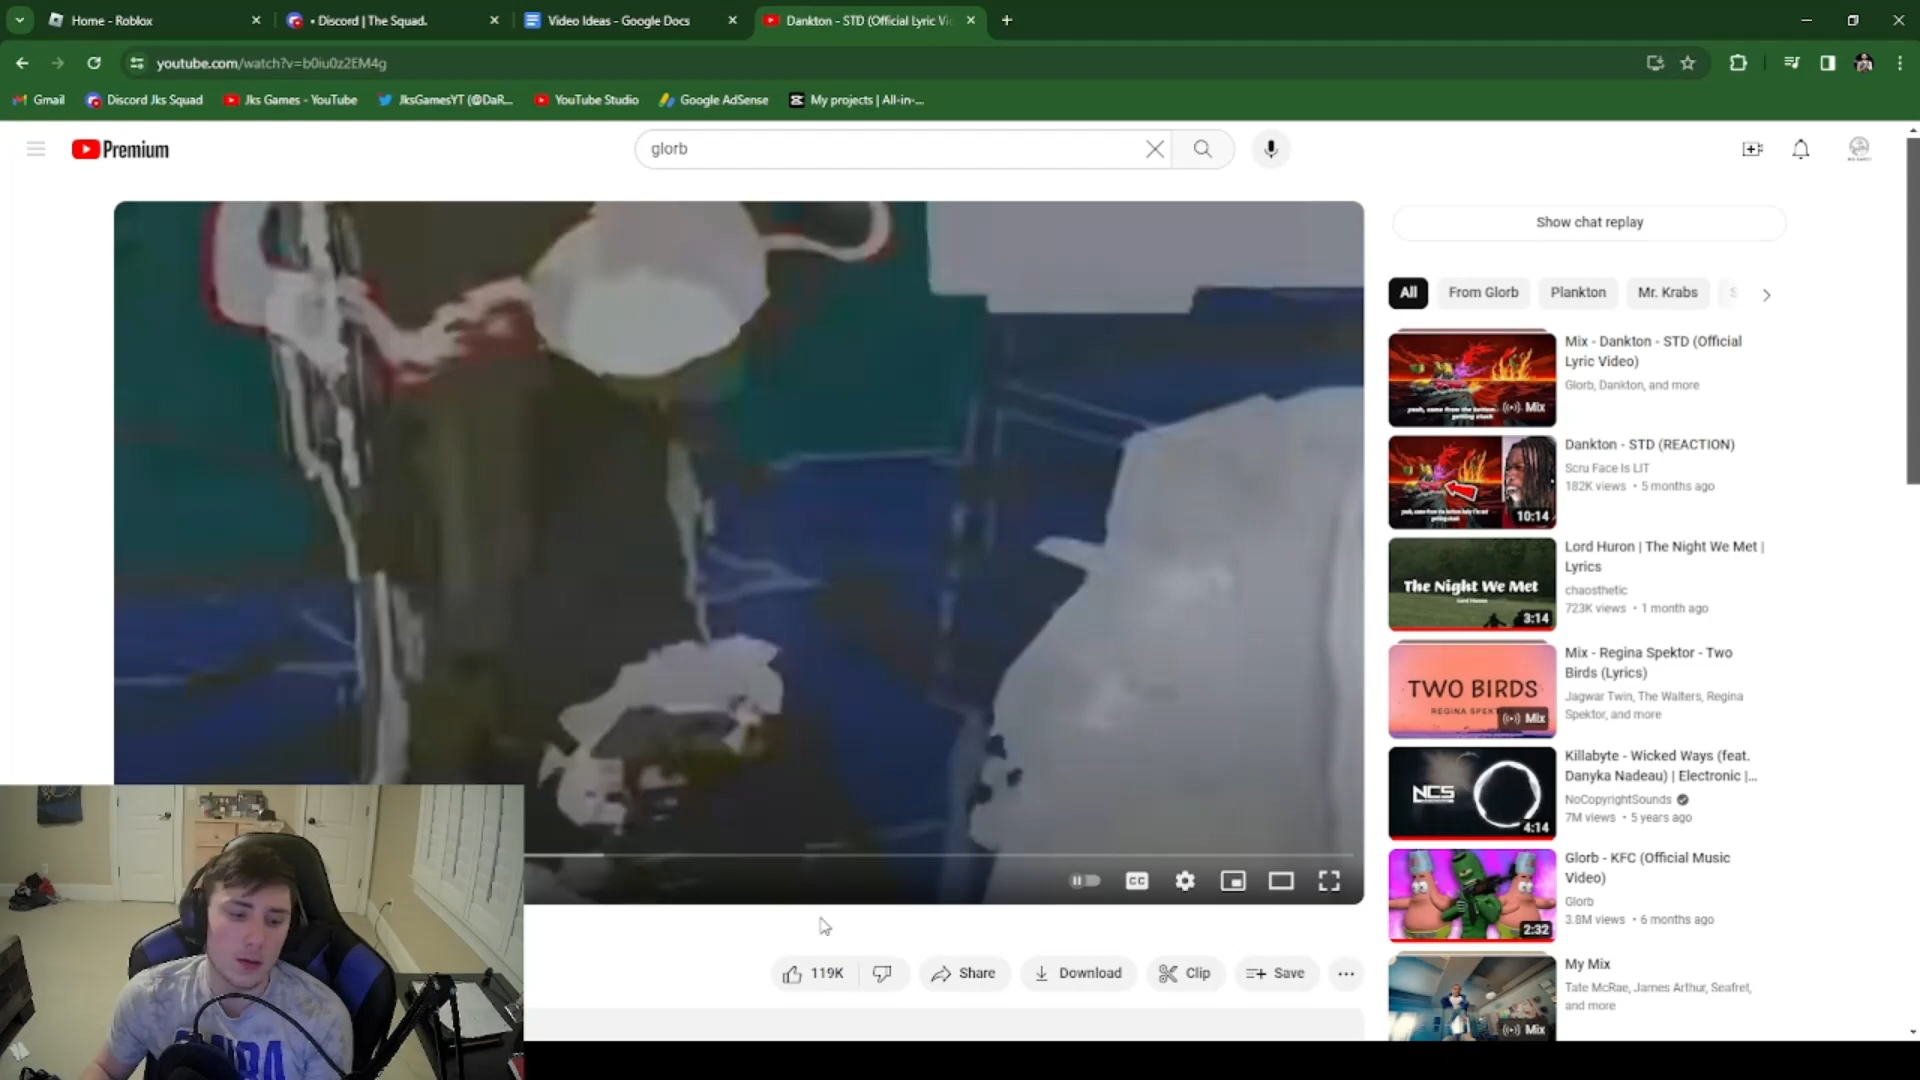 Home - Roblox
• Discord | The Squad.
Video Ideas - Google Docs
Dankton - STD (Official Lyric Vi
youtube.com/watch?v=b0iu0z2EM4g
Gmail
Discord Jks Squad
Jks Games - YouTube
JksGamesYT (@DaR...
YouTube Studio
Google AdSense
My projects | All-in-...
Premium
glorb
Show chat replay
All
From Glorb
Plankton
Mr. Krabs
S
Mix - Dankton - STD (Official
Lyric Video)
Glorb, Dankton, and more
Mix
Dankton - STD (REACTION)
Scru Face Is LIT
182K views • 5 months ago
10:14
Lord Huron | The Night We Met |
Lyrics
chaosthetic
723K views • 1 month ago
The Night We Met
3:14
Mix - Regina Spektor - Two
Birds (Lyrics)
Jagwar Twin, The Walters, Regina
Spektor, and more
TWO BIRDS
REGINA SPEKT
Mix
Killabyte - Wicked Ways (feat.
Danyka Nadeau) | Electronic |...
NoCopyrightSounds
7M views • 5 years ago
NCS
4:14
Glorb - KFC (Official Music
Video)
Glorb
3.8M views • 6 months ago
2:32
My Mix
Tate McRae, James Arthur, Seafret,
and more
Mix
CC
119K
Share
Download
Clip
Save